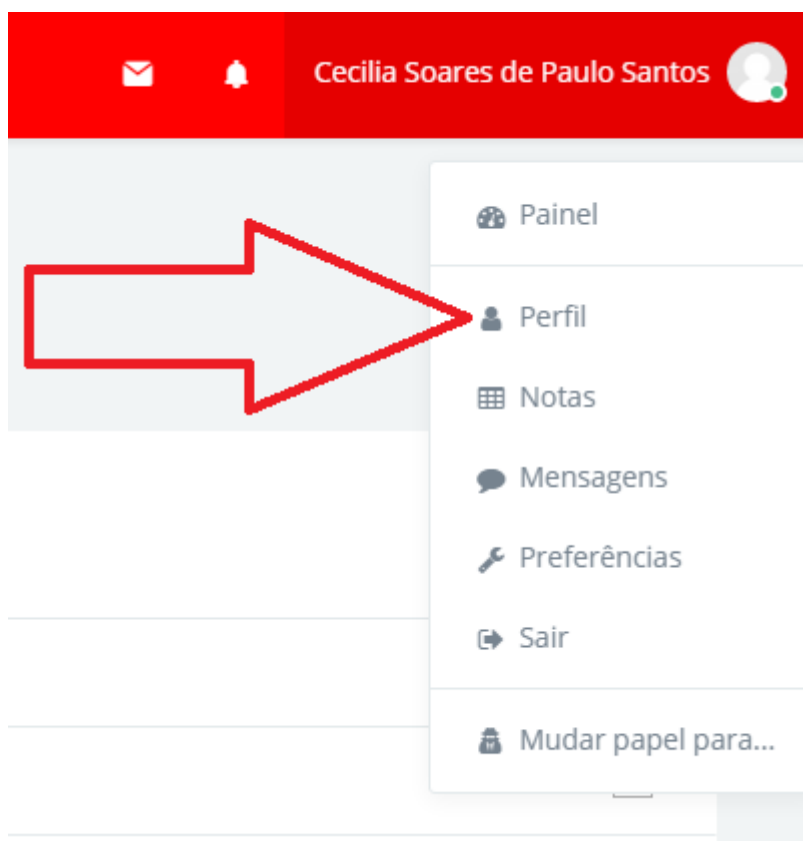 Cecilia Soares de Paulo Santos
Painel
Perfil
Notas
Mensagens
Preferências
Sair
Mudar papel para...